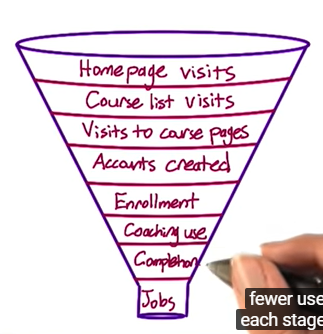 Homepage visits
Course list visits
Visits to course pages
Accounts created
Enrollment
Coaching use
Completion
Jobs
fewer use
each stage